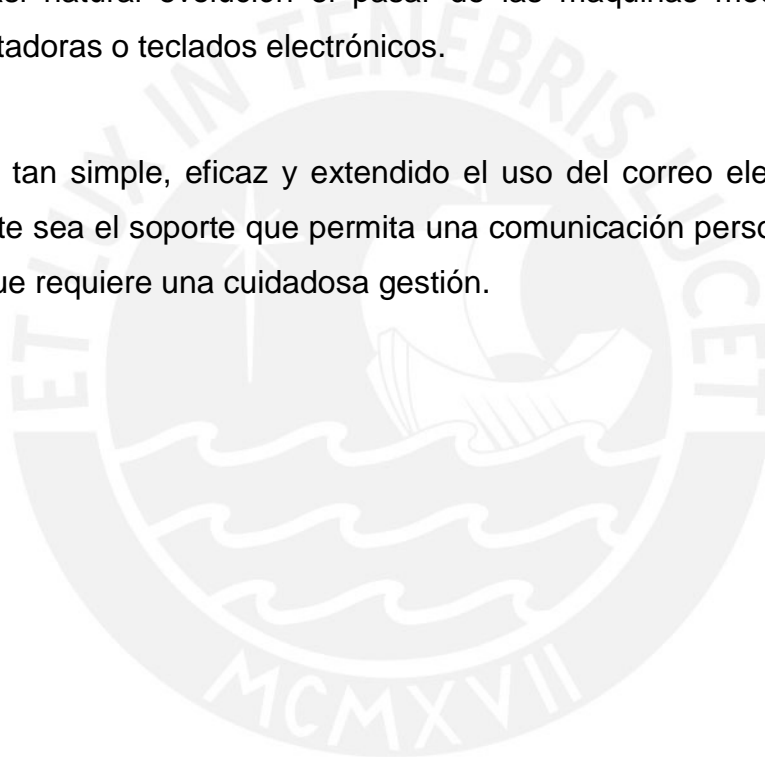 natural evolución el pasar de las máquinas
tadoras o teclados electrónicos.
tan simple, eficaz y extendido el uso del correo ele
te sea el soporte que permita una comunicación perso
ue requiere una cuidadosa gestión.
ET LUX IN TENEBRIS LUCET
MCMXVII